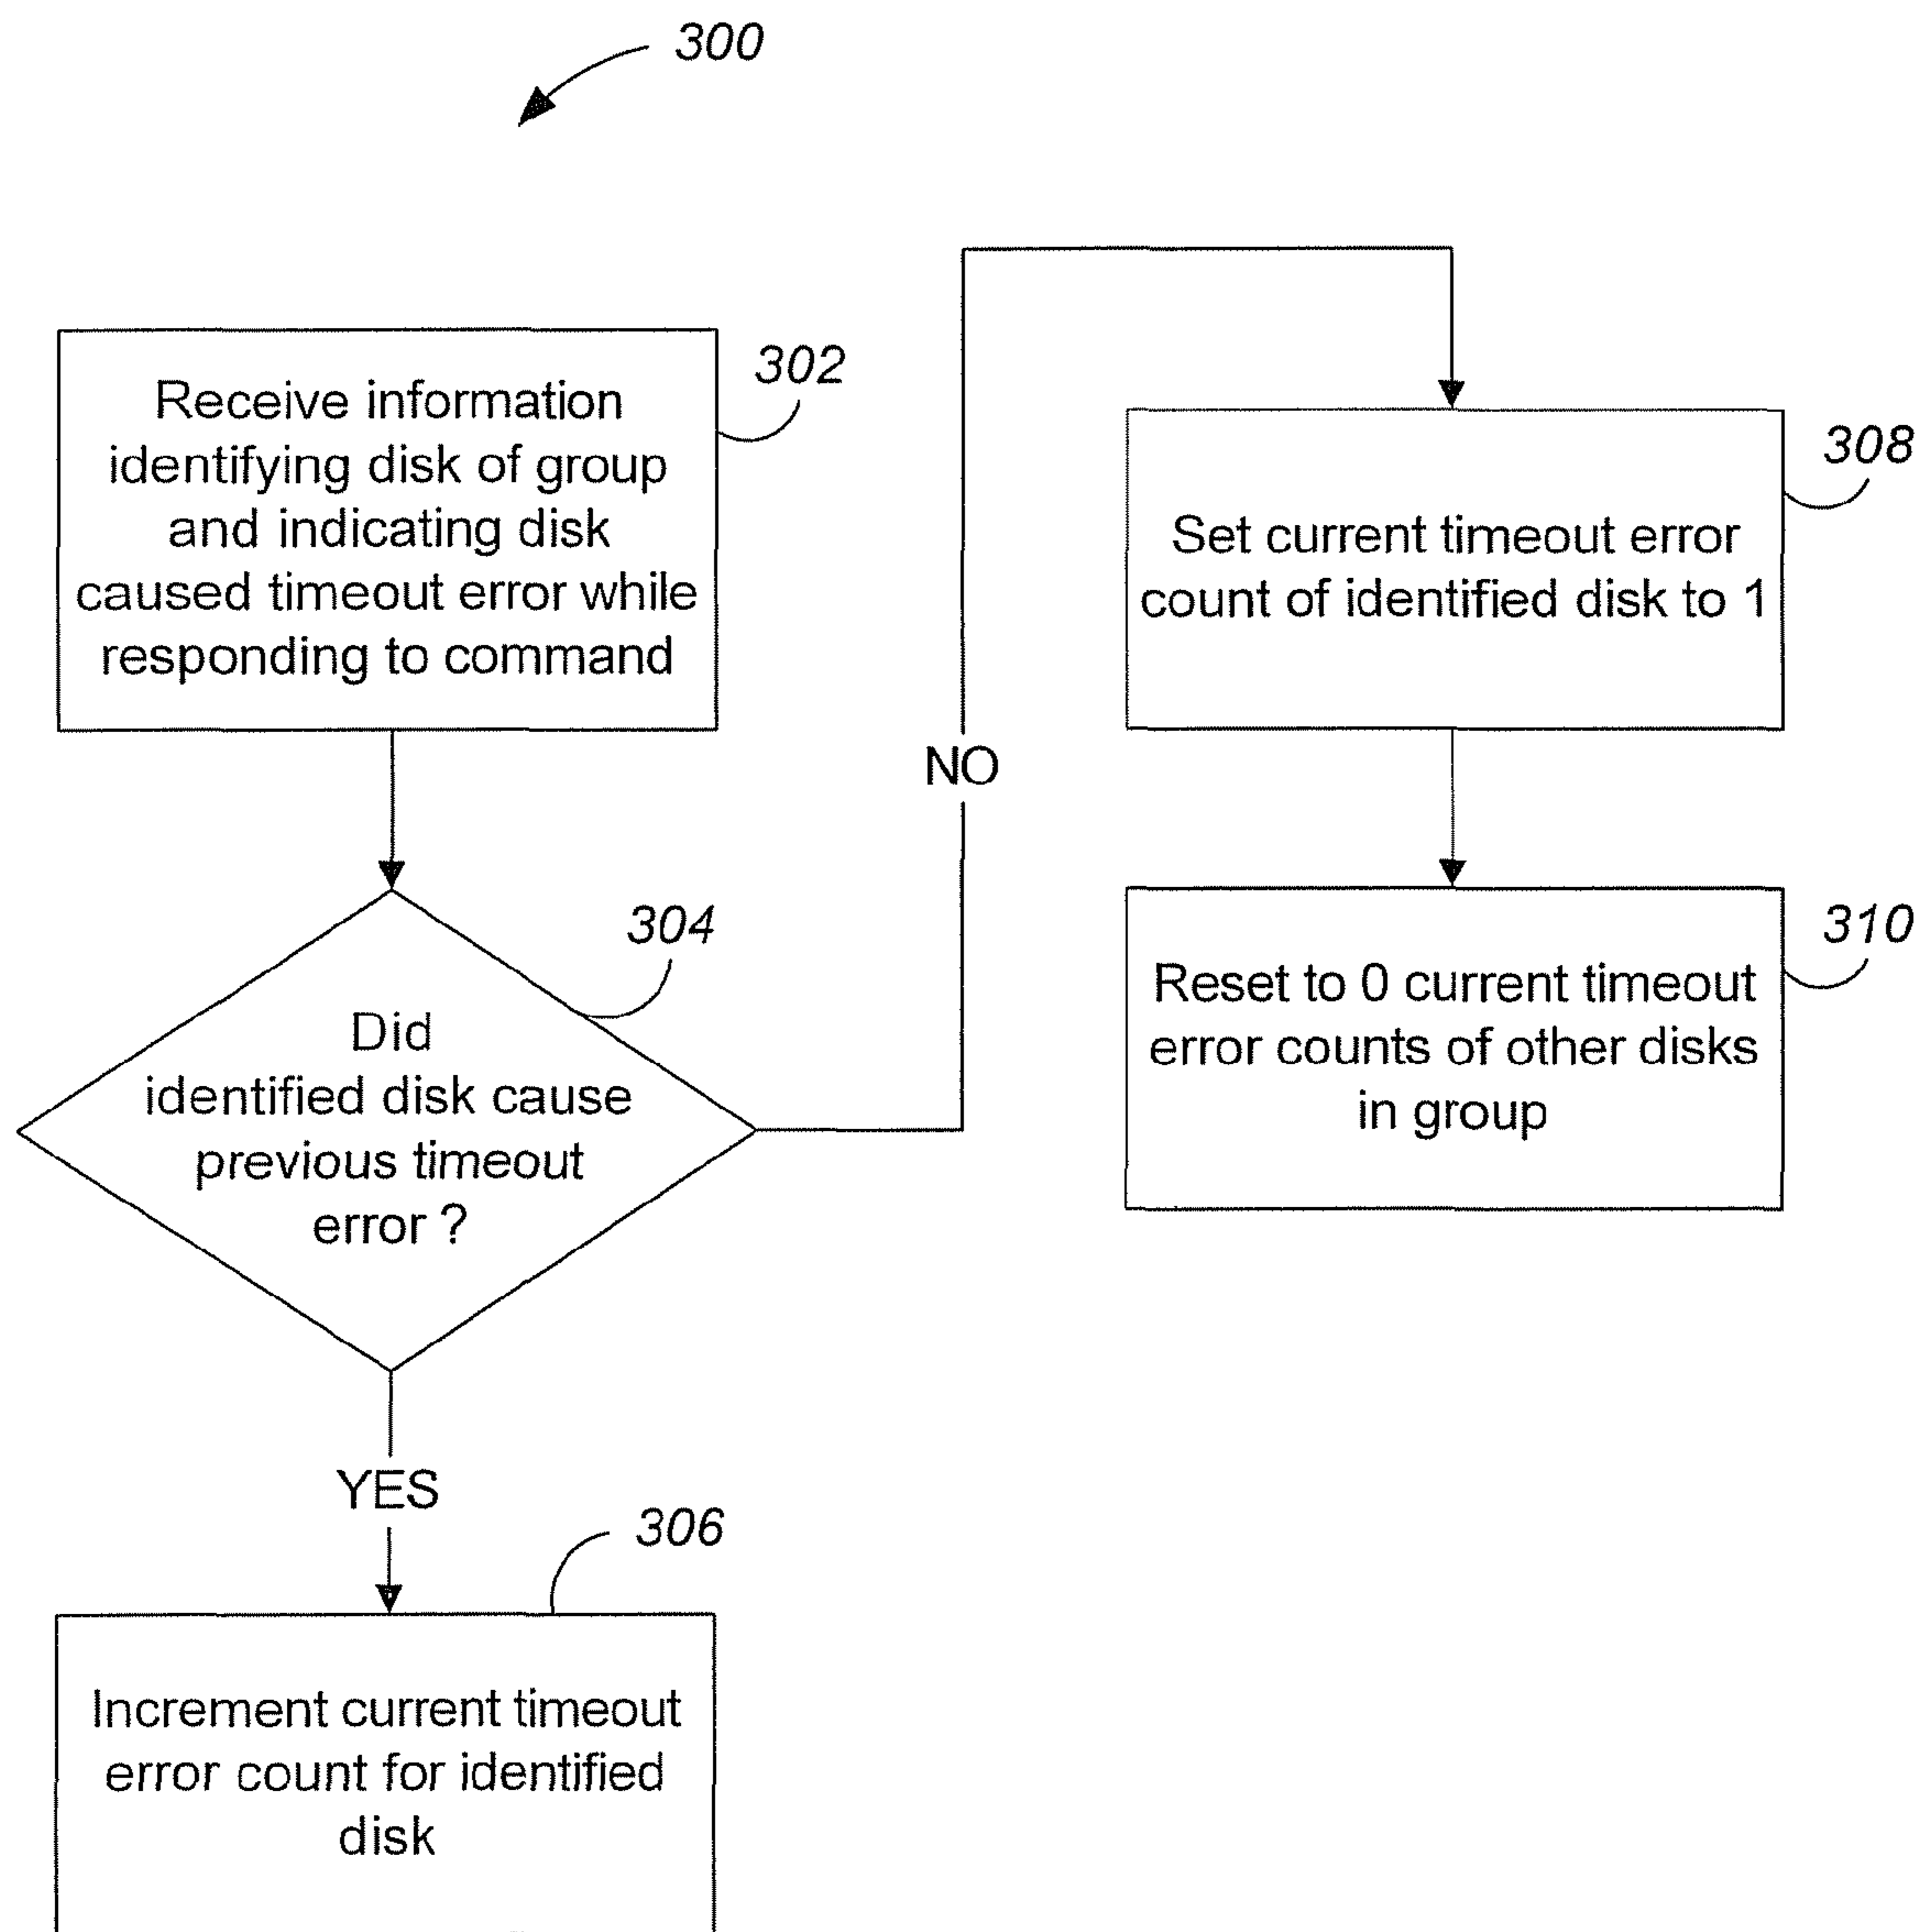 300
302
Receive information
identifying disk of group
and indicating disk
caused timeout error while
responding to command
304
Did
identified disk cause
previous timeout
error ?
YES
306
Increment current timeout
error count for identified
disk
NO
308
Set current timeout error
count of identified disk to 1
310
Reset to 0 current timeout
error counts of other disks
in group